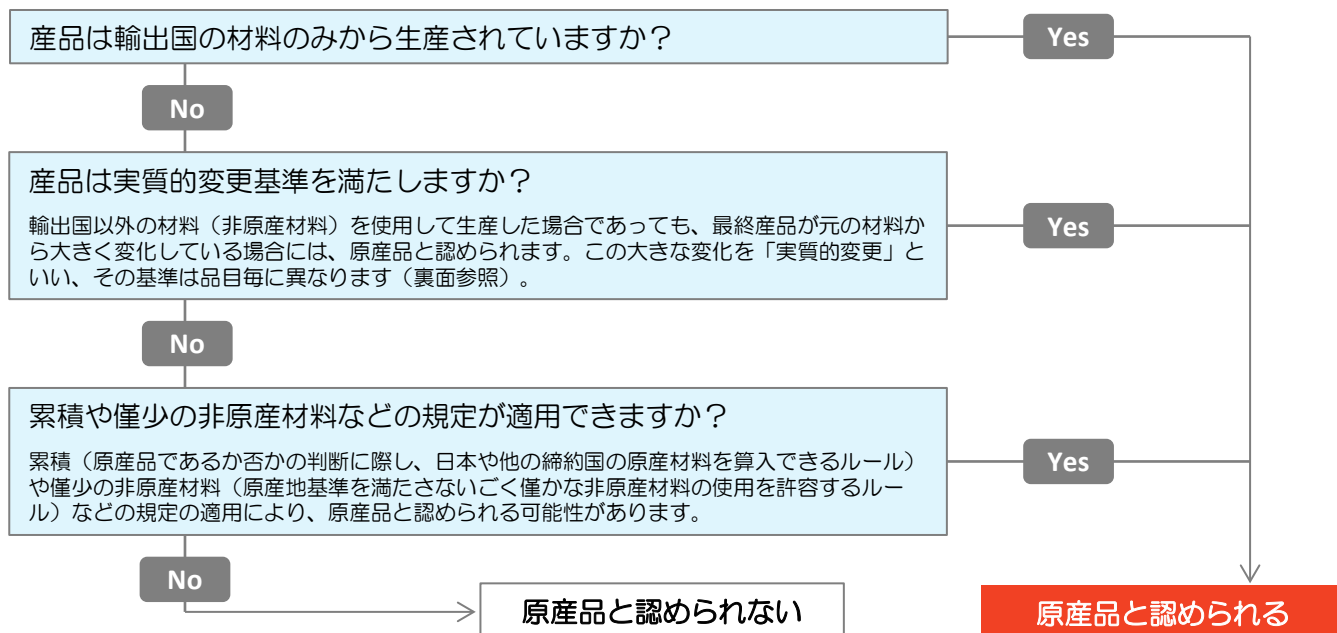 産品は輸出国の材料のみから生産されていますか？
Yes
No
産品は実質的変更基準を満たしますか？
輸出国以外の材料（非原産材料）を使用して生産した場合であっても、最終産品が元の材料か
ら大きく変化している場合には、原産品と認められます。この大きな変化を「実質的変更」と
いい、その基準は品目毎に異なります（裏面参照）。
Yes
No
累積や僅少の非原産材料などの規定が適用できますか？
累積（原産品であるか否かの判断に際し、日本や他の締約国の原産材料を算入できるルール）
や僅少の非原産材料（原産地基準を満たさないごく僅かな非原産材料の使用を許容するルー
ル）などの規定の適用により、原産品と認められる可能性があります。
Yes
No
原産品と認められない
原産品と認められる